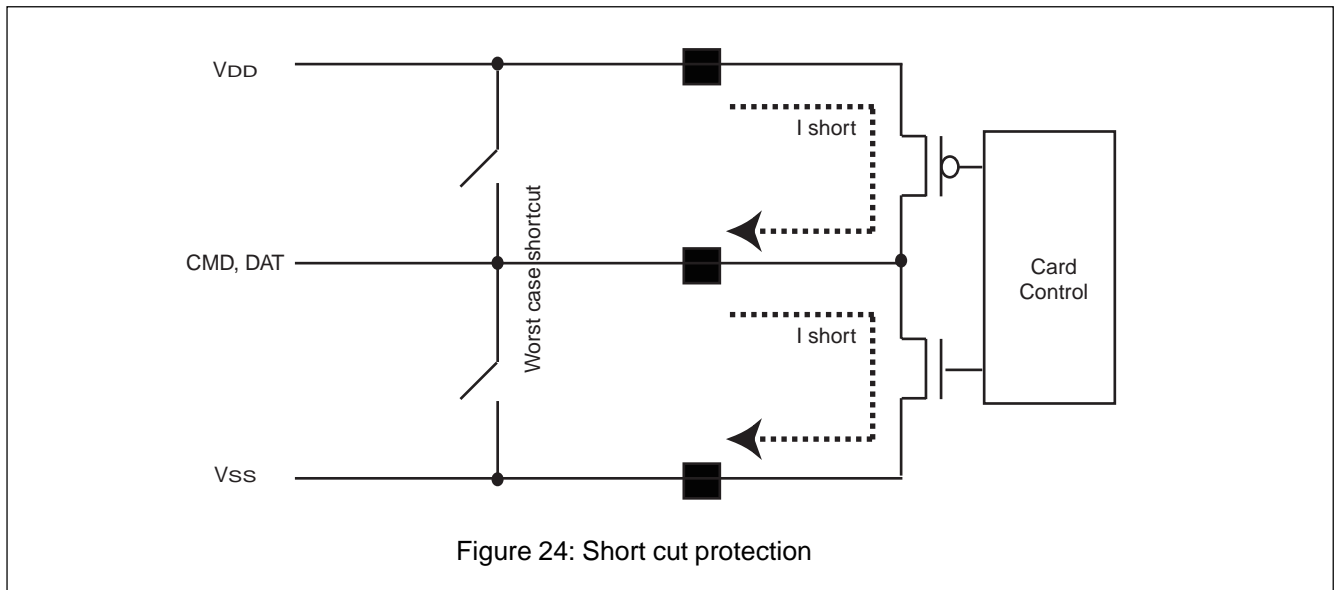 VDD
I short
Worst case shortcut
CMD, DAT
Card
Control
I short
VSS
Figure 24: Short cut protection